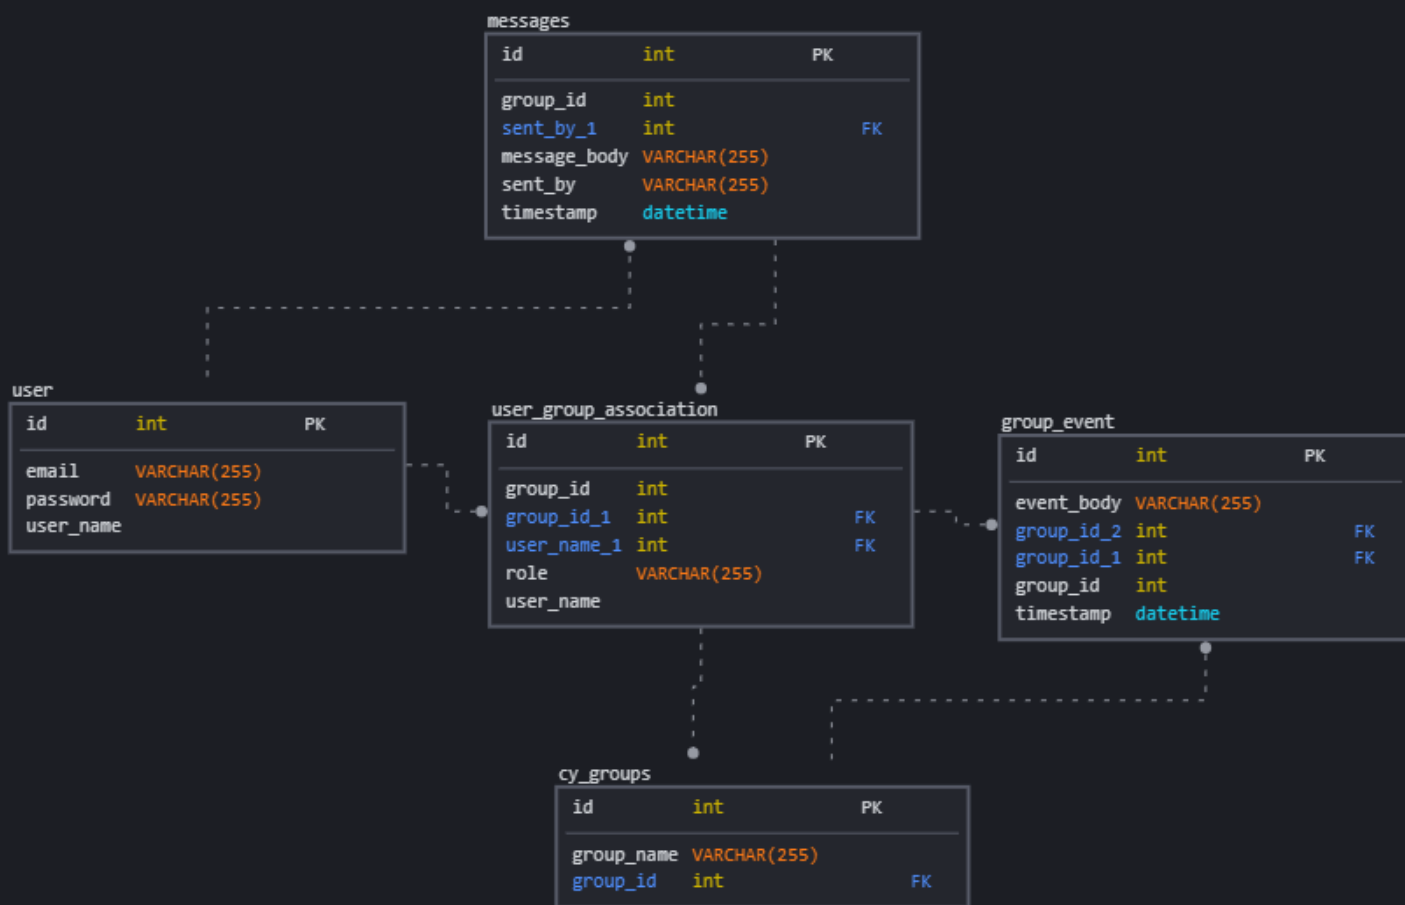 messages
id int PK
group_id int
sent_by_1 int FK
message_body VARCHAR(255)
sent_by VARCHAR(255)
timestamp datetime
user
id int PK
email VARCHAR(255)
password VARCHAR(255)
user_name
user_group_association
id int PK
group_id int
group_id_1 int FK
user_name_1 int FK
role VARCHAR(255)
user_name
group_event
id int PK
event_body VARCHAR(255)
group_id_2 int FK
group_id_1 int FK
group_id int
timestamp datetime
cy_groups
id int PK
group_name VARCHAR(255)
group_id int FK